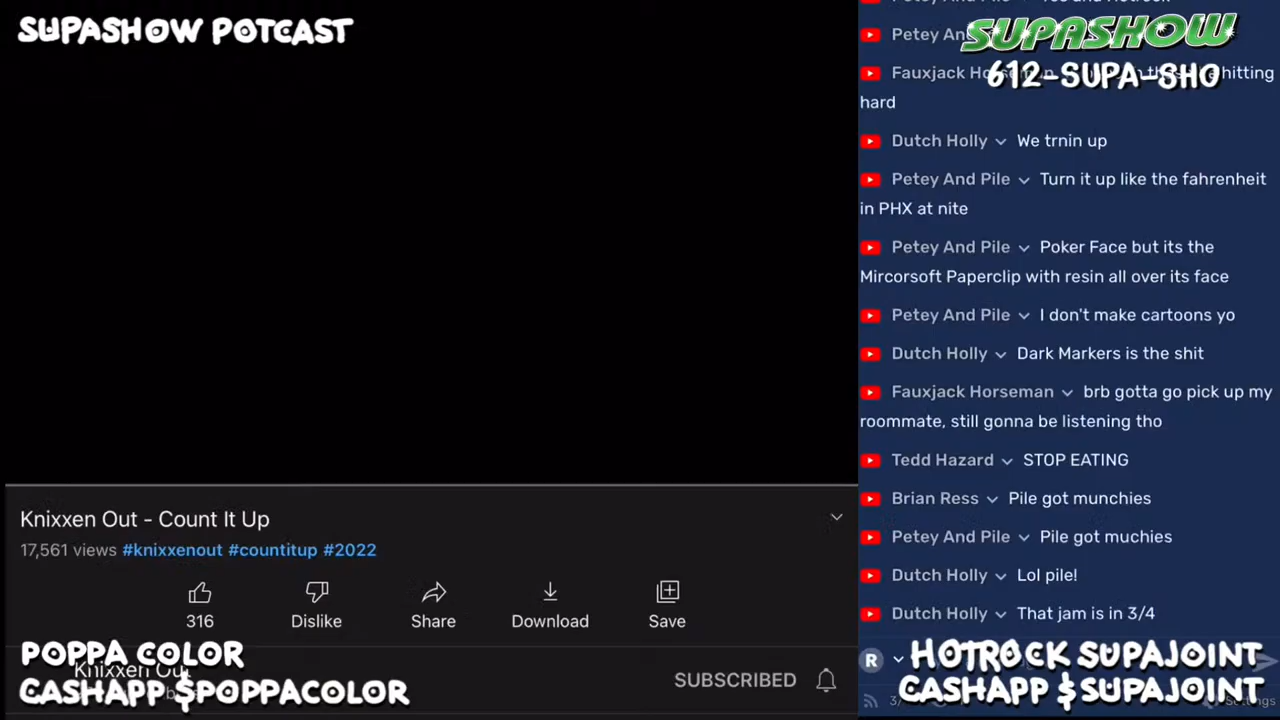 SUPASHOW POTCAST
Knixxen Out - Count It Up
17,561 views #knixxenout #countitup #2022
316 Dislike Share Download Save
POPPA COLOR
Knixxen Out
CASHAPP $POPPACOLOR
SUBSCRIBED
SUPASHOW
612-SUPA-SHO
Petey An
Fauxjack hitting
hard
Dutch Holly We trnin up
Petey And Pile Turn it up like the fahrenheit
in PHX at nite
Petey And Pile Poker Face but its the
Mircorsoft Paperclip with resin all over its face
Petey And Pile I don't make cartoons yo
Dutch Holly Dark Markers is the shit
Fauxjack Horseman brb gotta go pick up my
roommate, still gonna be listening tho
Tedd Hazard STOP EATING
Brian Ress Pile got munchies
Petey And Pile Pile got muchies
Dutch Holly Lol pile!
Dutch Holly That jam is in 3/4
R
HOTROCK SUPAJOINT
CASHAPP $SUPAJOINT